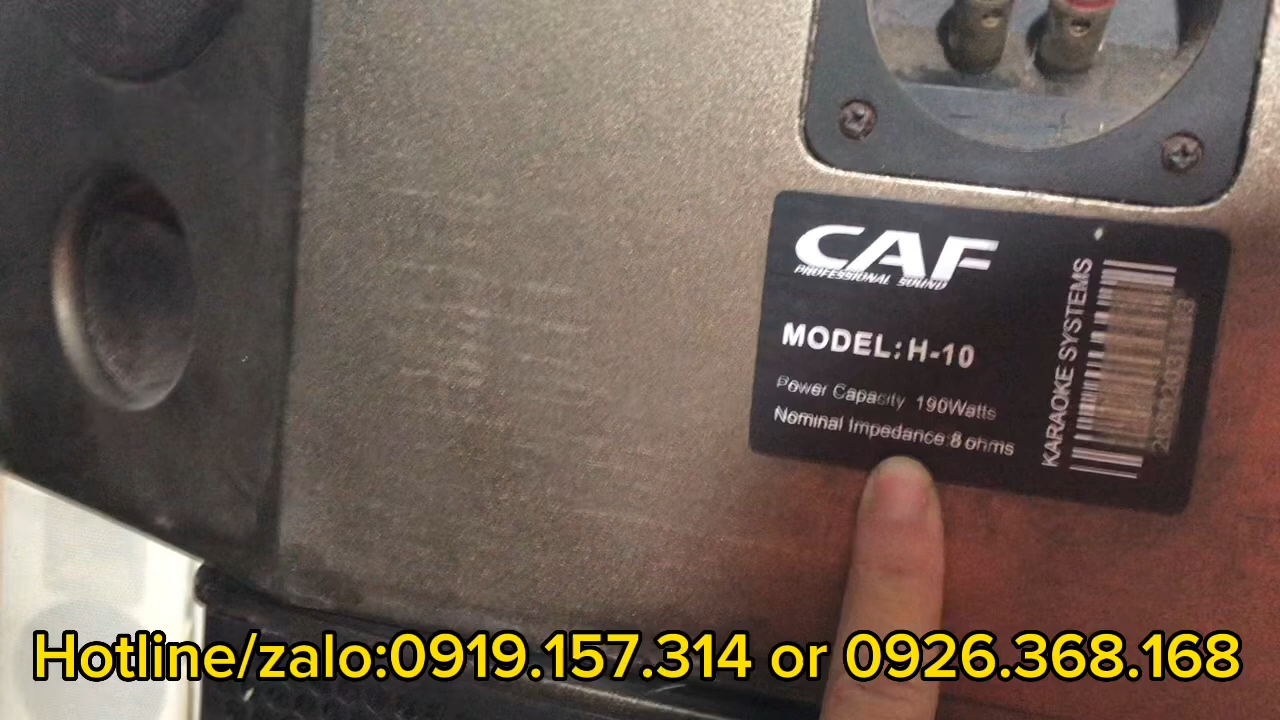 CAF
PROFESSIONAL SOUND
MODEL: H-10
Power Capacity 190Watts
Nominal Impedance 8 ohms
KARAOKE SYSTEMS
Hotline/zalo:0919.157.314 or 0926.368.168